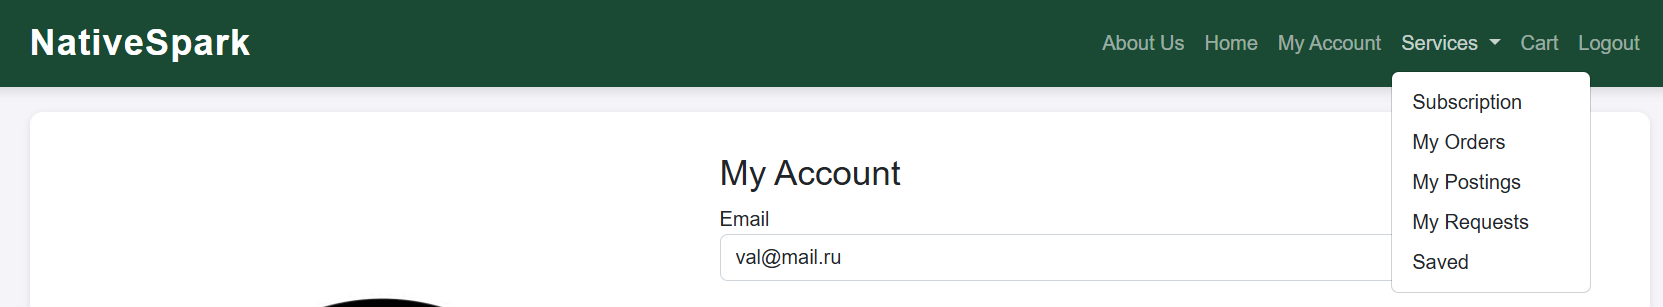 NativeSpark
About Us Home My Account Services Cart Logout
Subscription
My Orders
My Postings
My Requests
Saved
My Account
Email
val@mail.ru